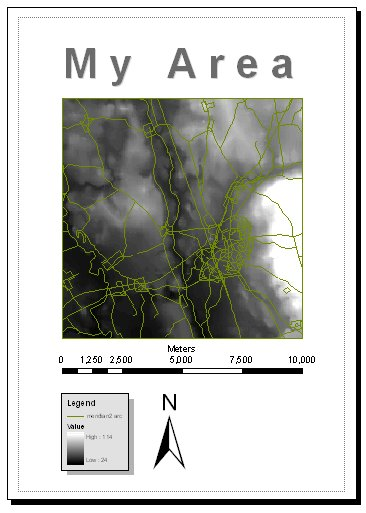 My Area
Meters
0 1,250 2,500 5,000 7,500 10,000
Legend
meridian2 arc
Value
High : 114
Low : 24
N